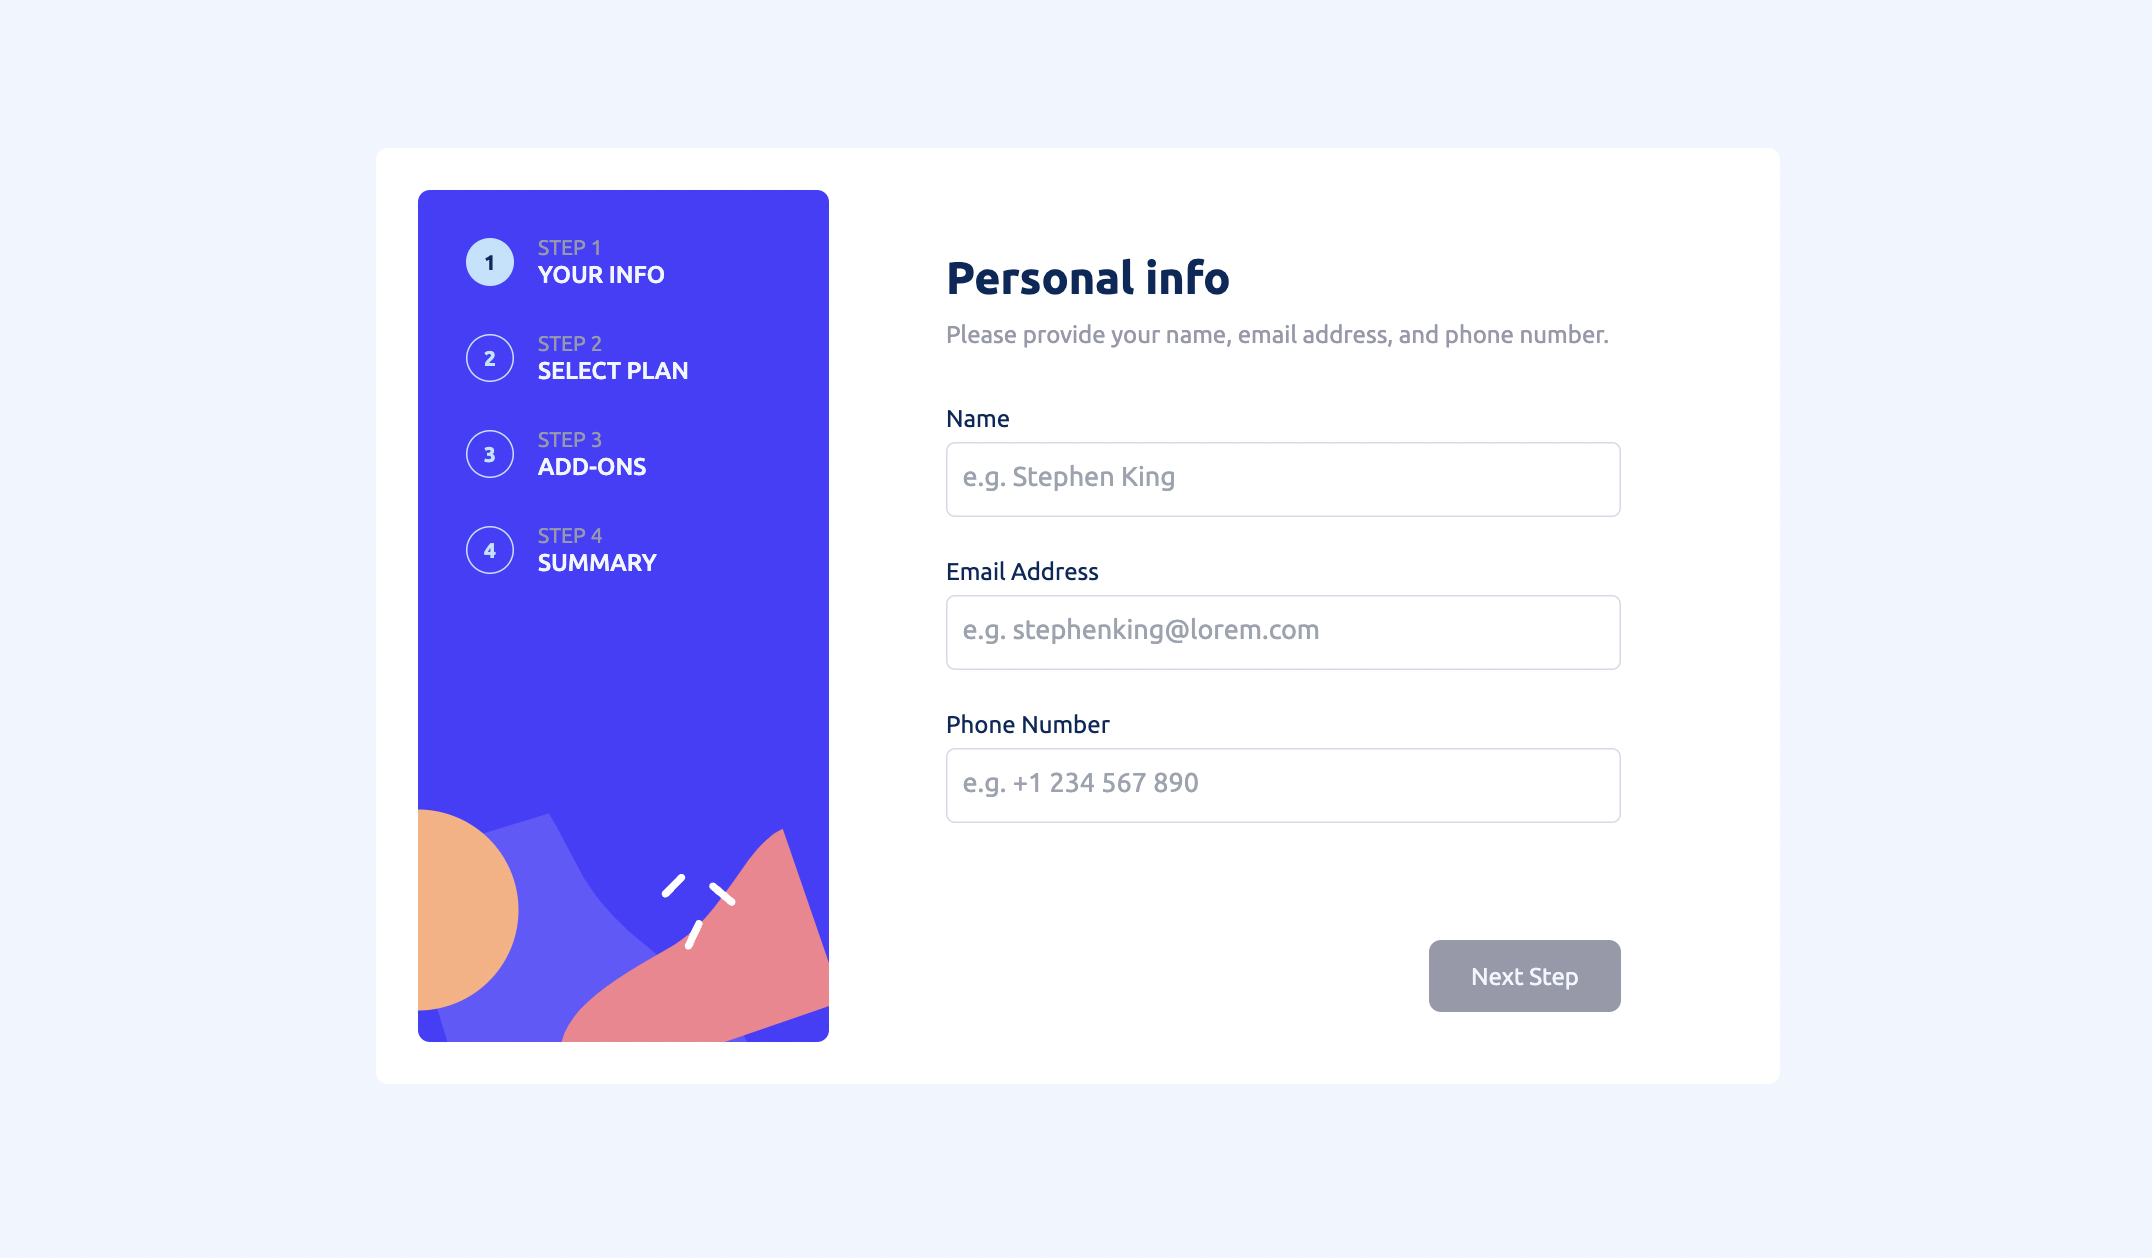 1
STEP 1
YOUR INFO
2
STEP 2
SELECT PLAN
3
STEP 3
ADD-ONS
4
STEP 4
SUMMARY
Personal info
Please provide your name, email address, and phone number.
Name
e.g. Stephen King
Email Address
e.g. stephenking@lorem.com
Phone Number
e.g. +1 234 567 890
Next Step